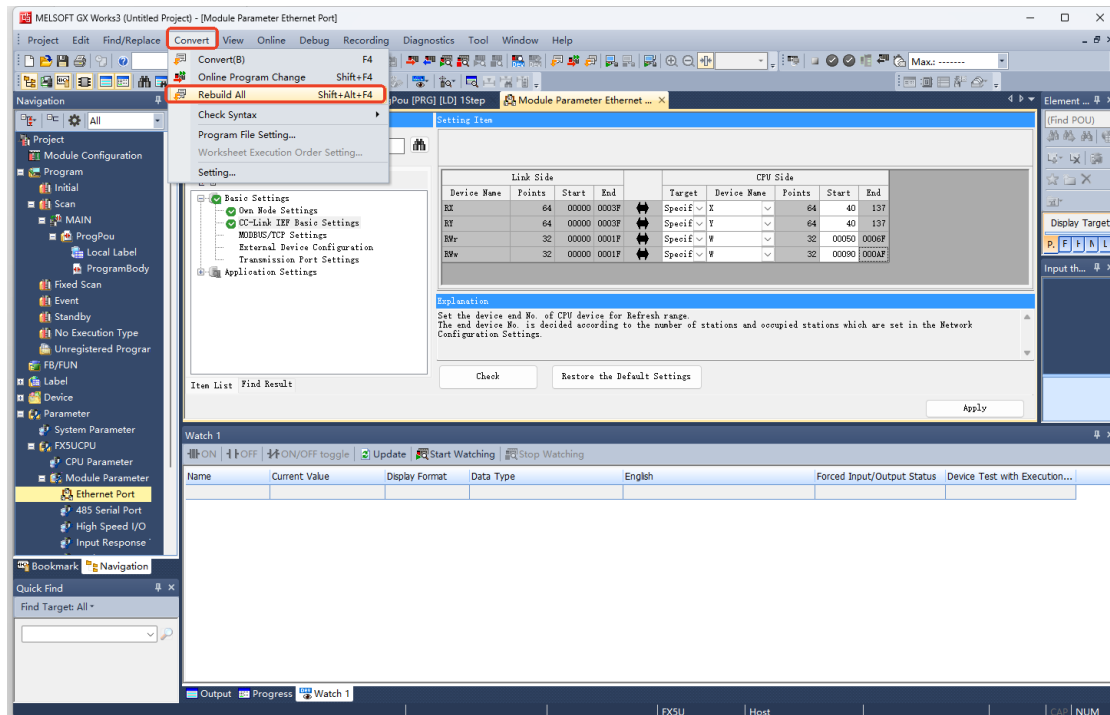 MELSOFT GX Works3 (Untitled Project) - [Module Parameter Ethernet Port]
Project Edit Find/Replace Convert View Online Debug Recording Diagnostics Tool Window Help
Convert(B) F4
Online Program Change Shift+F4
Rebuild All Shift+Alt+F4
Check Syntax
Program File Setting...
Worksheet Execution Order Setting...
Setting...
Max.: -------
Navigation
All
Project
Module Configuration
Program
Initial
Scan
MAIN
ProgPou
Local Label
ProgramBody
Fixed Scan
Event
Standby
No Execution Type
Unregistered Prograr
FB/FUN
Label
Device
Parameter
System Parameter
FX5UCPU
CPU Parameter
Module Parameter
Ethernet Port
485 Serial Port
High Speed I/O
Input Response
Bookmark Navigation
Quick Find
Find Target: All
gPou [PRG] [LD] 1Step Module Parameter Ethernet ...
Basic Settings
Own Node Settings
CC-Link IEF Basic Settings
MODBUS/TCP Settings
External Device Configuration
Transmission Port Settings
Application Settings
Item List Find Result
Setting Item
Link Side CPU Side
Device Name Points Start End Target Device Name Points Start End
RX 64 00000 0003F Specif X 64 40 137
RY 64 00000 0003F Specif Y 64 40 137
RWr 32 00000 0001F Specif W 32 00050 0006F
RWw 32 00000 0001F Specif W 32 00090 000AF
Explanation
Set the device end No. of CPU device for Refresh range.
The end device No. is decided according to the number of stations and occupied stations which are set in the Network
Configuration Settings.
Check Restore the Default Settings
Apply
Element ...
(Find POU)
Display Target
Input th...
Watch 1
ON OFF ON/OFF toggle Update Start Watching Stop Watching
Name Current Value Display Format Data Type English Forced Input/Output Status Device Test with Execution...
Output Progress Watch 1
FX5U Host CAP NUM